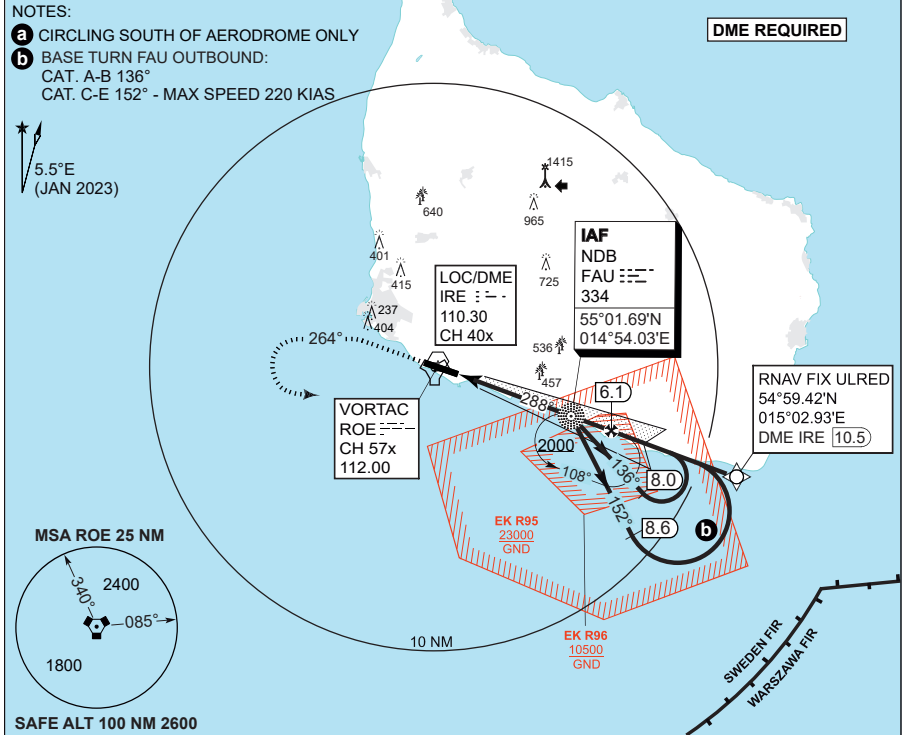 NOTES:
a CIRCLING SOUTH OF AERODROME ONLY
b BASE TURN FAU OUTBOUND:
CAT. A-B 136°
CAT. C-E 152° - MAX SPEED 220 KIAS
DME REQUIRED
5.5°E
(JAN 2023)
1415
640
965
401
415
725
237
404
536
457
LOC/DME
IRE
110.30
CH 40x
IAF
NDB
FAU
334
55°01.69'N
014°54.03'E
264°
VORTAC
ROE
CH 57x
112.00
288°
6.1
RNAV FIX ULRED
54°59.42'N
015°02.93'E
DME IRE 10.5
2000
108°
136°
8.0
152°
8.6
b
EK R95
23000
GND
EK R96
10500
GND
10 NM
MSA ROE 25 NM
340°
2400
085°
1800
SAFE ALT 100 NM 2600
SWEDEN FIR
WARSZAWA FIR